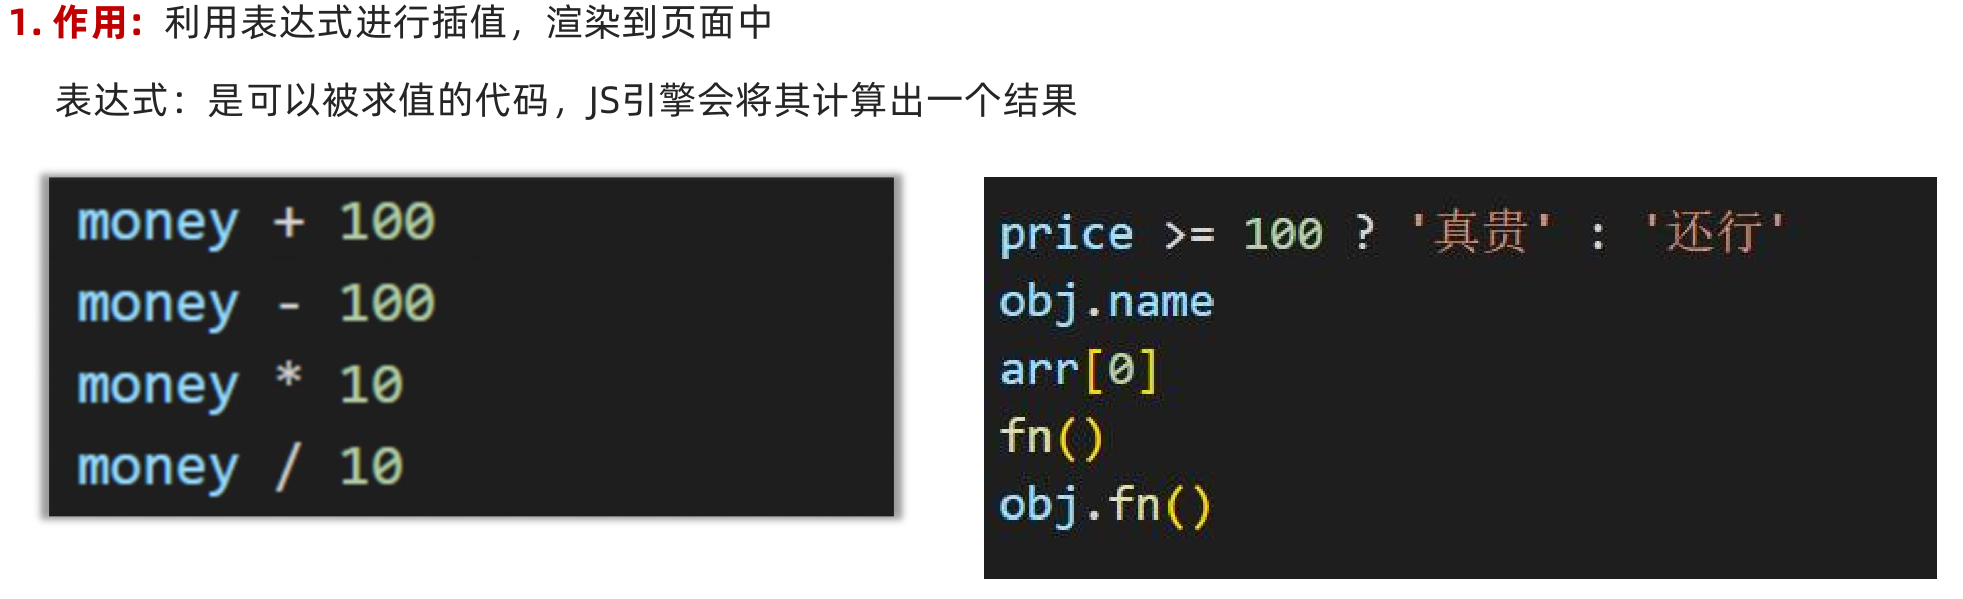 1. 作用：利用表达式进行插值，渲染到页面中
表达式：是可以被求值的代码，JS引擎会将其计算出一个结果
money + 100
money - 100
money * 10
money / 10
price >= 100 ? '真贵' : '还行'
obj.name
arr[0]
fn()
obj.fn()